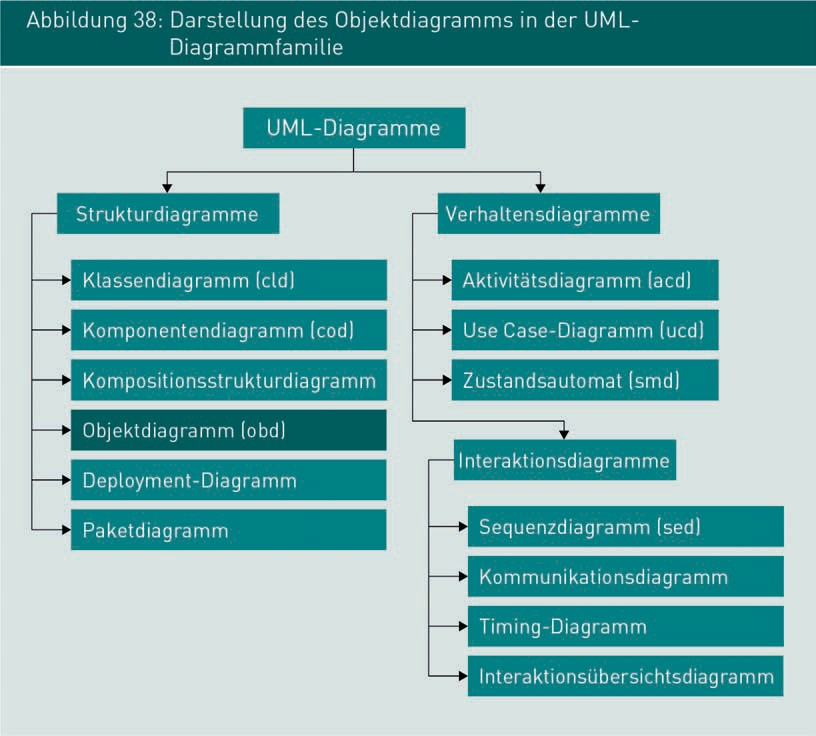 Abbildung 38: Darstellung des Objektdiagramms in der UML-
Diagrammfamilie
UML-Diagramme
Strukturdiagramme
Klassendiagramm (cld)
Komponentendiagramm (cod)
Kompositionsstrukturdiagramm
Objektdiagramm (obd)
Deployment-Diagramm
Paketdiagramm
Verhaltensdiagramme
Aktivitätsdiagramm (acd)
Use Case-Diagramm (ucd)
Zustandsautomat (smd)
Interaktionsdiagramme
Sequenzdiagramm (sed)
Kommunikationsdiagramm
Timing-Diagramm
Interaktionsübersichtsdiagramm